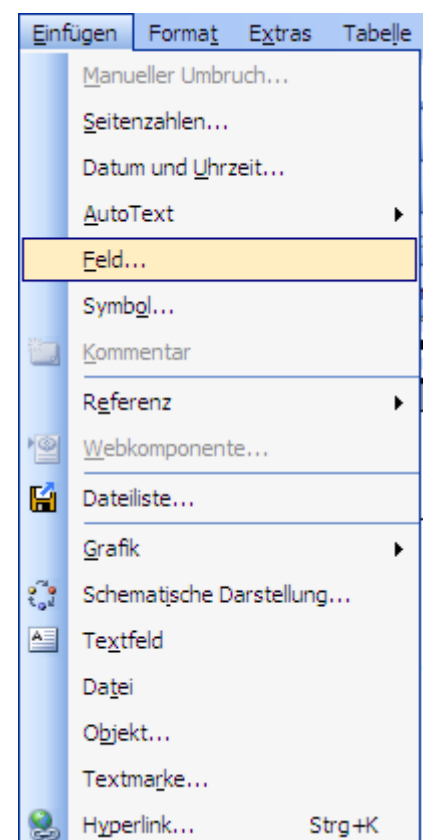 Einfügen Format Extras Tabelle
Manueller Umbruch...
Seitenzahlen...
Datum und Uhrzeit...
AutoText
Feld...
Symbol...
Kommentar
Referenz
Webkomponente...
Dateiliste...
Grafik
Schematische Darstellung...
Textfeld
Datei
Objekt...
Textmarke...
Hyperlink... Strg+K